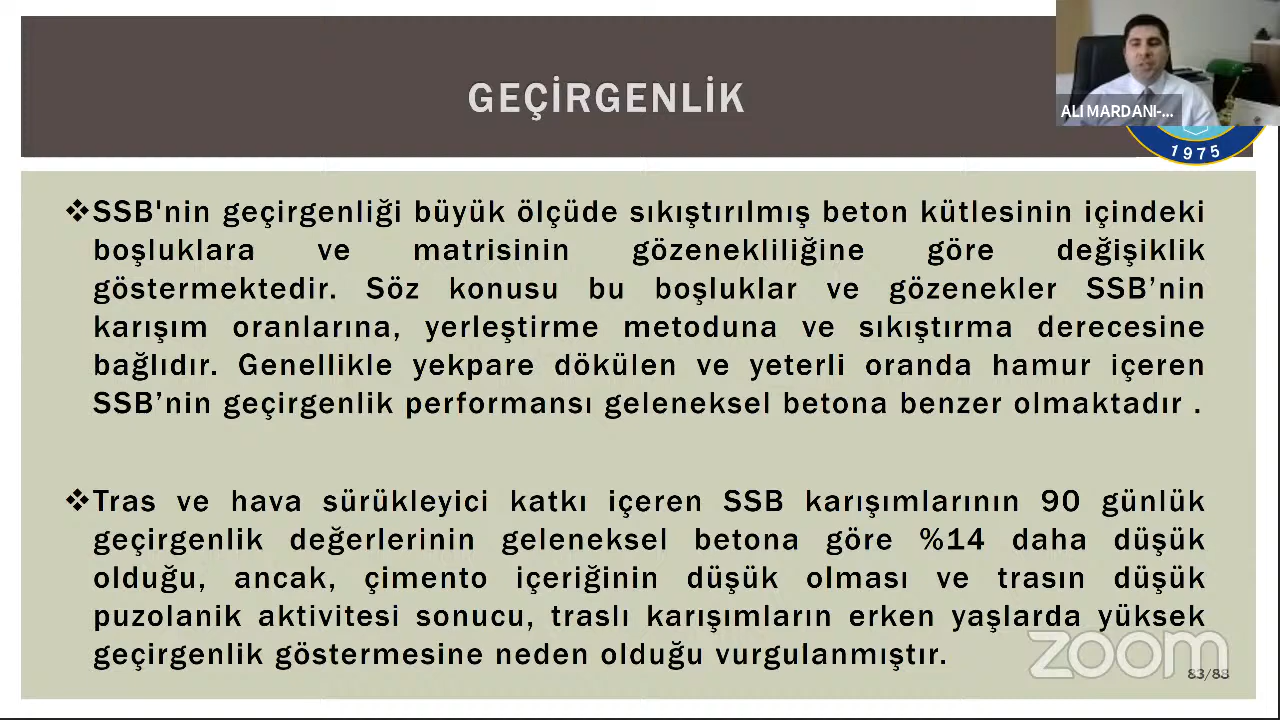 GEÇİRGENLİK
ALI MARDANI-...
1975
❖SSB'nin geçirgenliği büyük ölçüde sıkıştırılmış beton kütlesinin içindeki
boşluklara ve matrisinin gözenekliliğine göre değişiklik
göstermektedir. Söz konusu bu boşluklar ve gözenekler SSB’nin
karışım oranlarına, yerleştirme metoduna ve sıkıştırma derecesine
bağlıdır. Genellikle yekpare dökülen ve yeterli oranda hamur içeren
SSB’nin geçirgenlik performansı geleneksel betona benzer olmaktadır .
❖Tras ve hava sürükleyici katkı içeren SSB karışımlarının 90 günlük
geçirgenlik değerlerinin geleneksel betona göre %14 daha düşük
olduğu, ancak, çimento içeriğinin düşük olması ve trasın düşük
puzolanik aktivitesi sonucu, traslı karışımların erken yaşlarda yüksek
geçirgenlik göstermesine neden olduğu vurgulanmıştır.
zoom
83/88